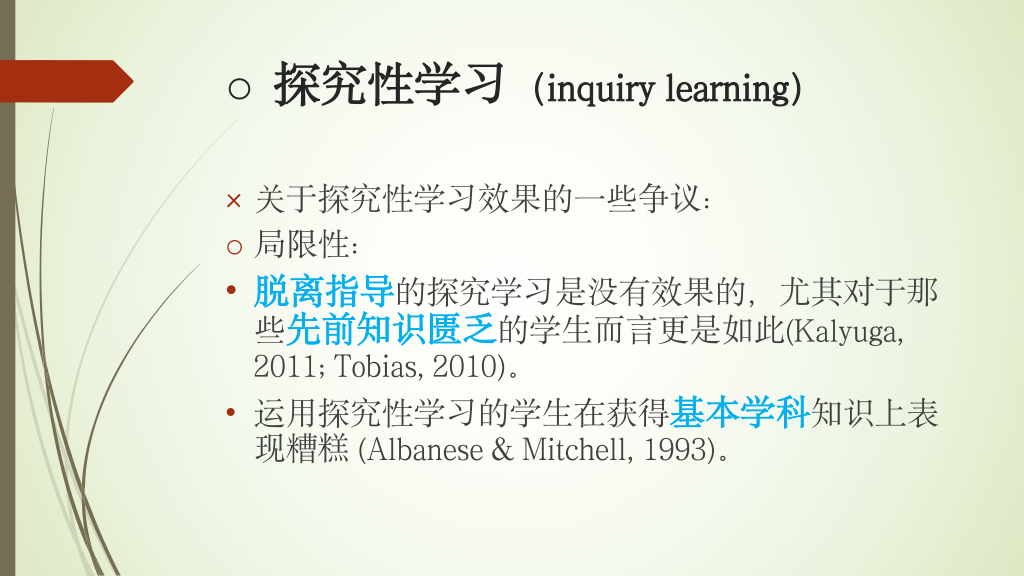 ○ 探究性学习（inquiry learning）
× 关于探究性学习效果的一些争议：
○ 局限性：
• 脱离指导的探究学习是没有效果的，尤其对于那
些先前知识匮乏的学生而言更是如此(Kalyuga,
2011; Tobias, 2010)。
• 运用探究性学习的学生在获得基本学科知识上表
现糟糕 (Albanese & Mitchell, 1993)。